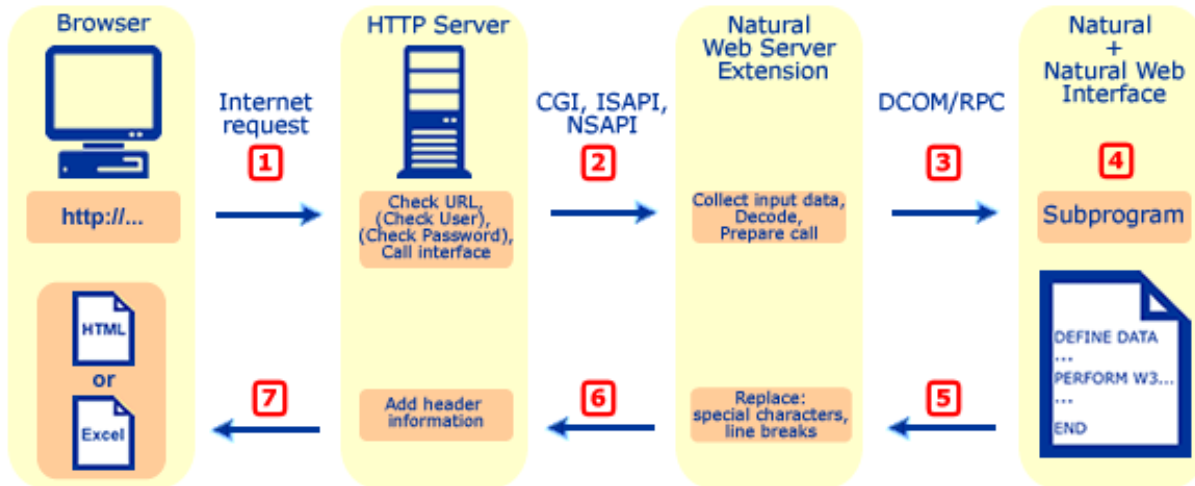 Browser
HTTP Server
Natural
Web Server
Extension
Natural
+
Natural Web
Interface
Internet
request
1
CGI, ISAPI,
NSAPI
2
DCOM/RPC
3
4
http://...
Check URL,
(Check User),
(Check Password),
Call interface
Collect input data,
Decode,
Prepare call
Subprogram
HTML
or
Excel
7
Add header
information
6
Replace:
special characters,
line breaks
5
DEFINE DATA
...
PERFORM W3...
...
END